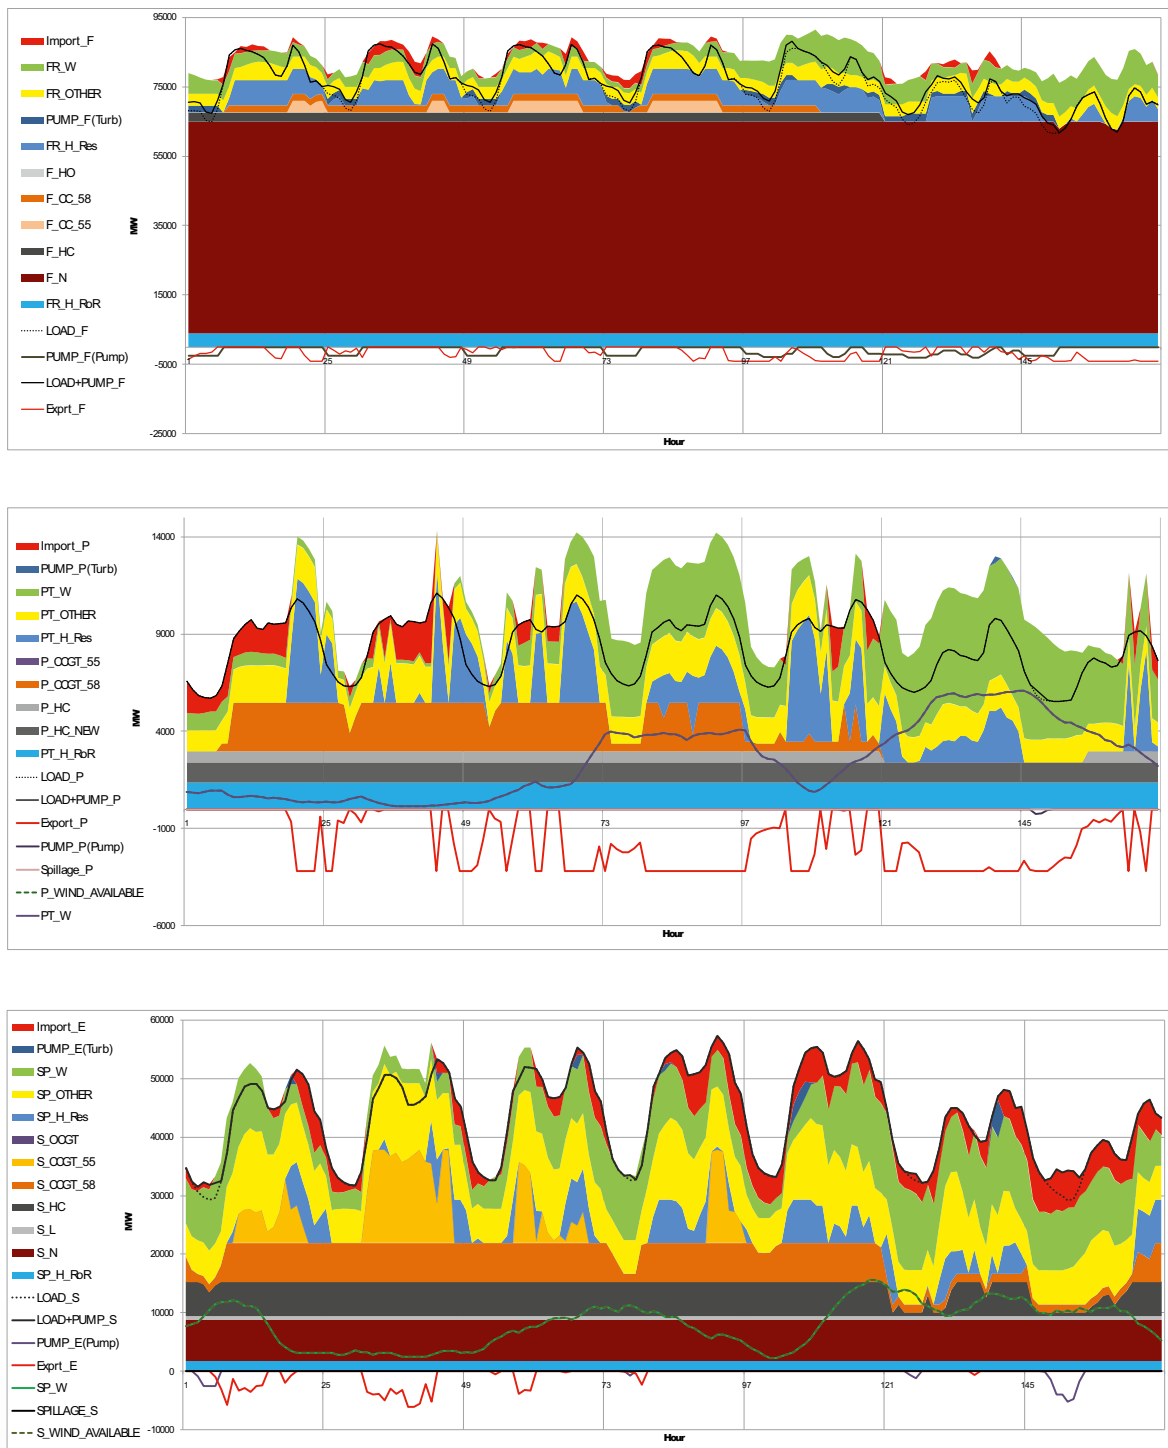 Import_F
FR_W
FR_OTHER
PUMP_F(Turb)
FR_H_Res
F_HO
F_CC_58
F_CC_55
F_HC
F_N
FR_H_RoR
LOAD_F
PUMP_F(Pump)
LOAD+PUMP_F
Exprt_F
95000
75000
55000
35000
15000
-5000
-25000
MW
25
49
73
97
121
145
Hour
Import_P
PUMP_P(Turb)
PT_W
PT_OTHER
PT_H_Res
P_CCGT_55
P_CCGT_58
P_HC
P_HC_NEW
PT_H_RoR
LOAD_P
LOAD+PUMP_P
Export_P
PUMP_P(Pump)
Spillage_P
P_WIND_AVAILABLE
PT_W
14000
9000
4000
-1000
-6000
MW
1
25
49
73
97
121
145
Hour
Import_E
PUMP_E(Turb)
SP_W
SP_OTHER
SP_H_Res
S_OCGT
S_CCGT_55
S_CCGT_58
S_HC
S_L
S_N
SP_H_RoR
LOAD_S
LOAD+PUMP_S
PUMP_E(Pump)
Exprt_E
SP_W
SPILLAGE_S
S_WIND_AVAILABLE
60000
50000
40000
30000
20000
10000
0
-10000
MW
1
25
49
73
97
121
145
Hour